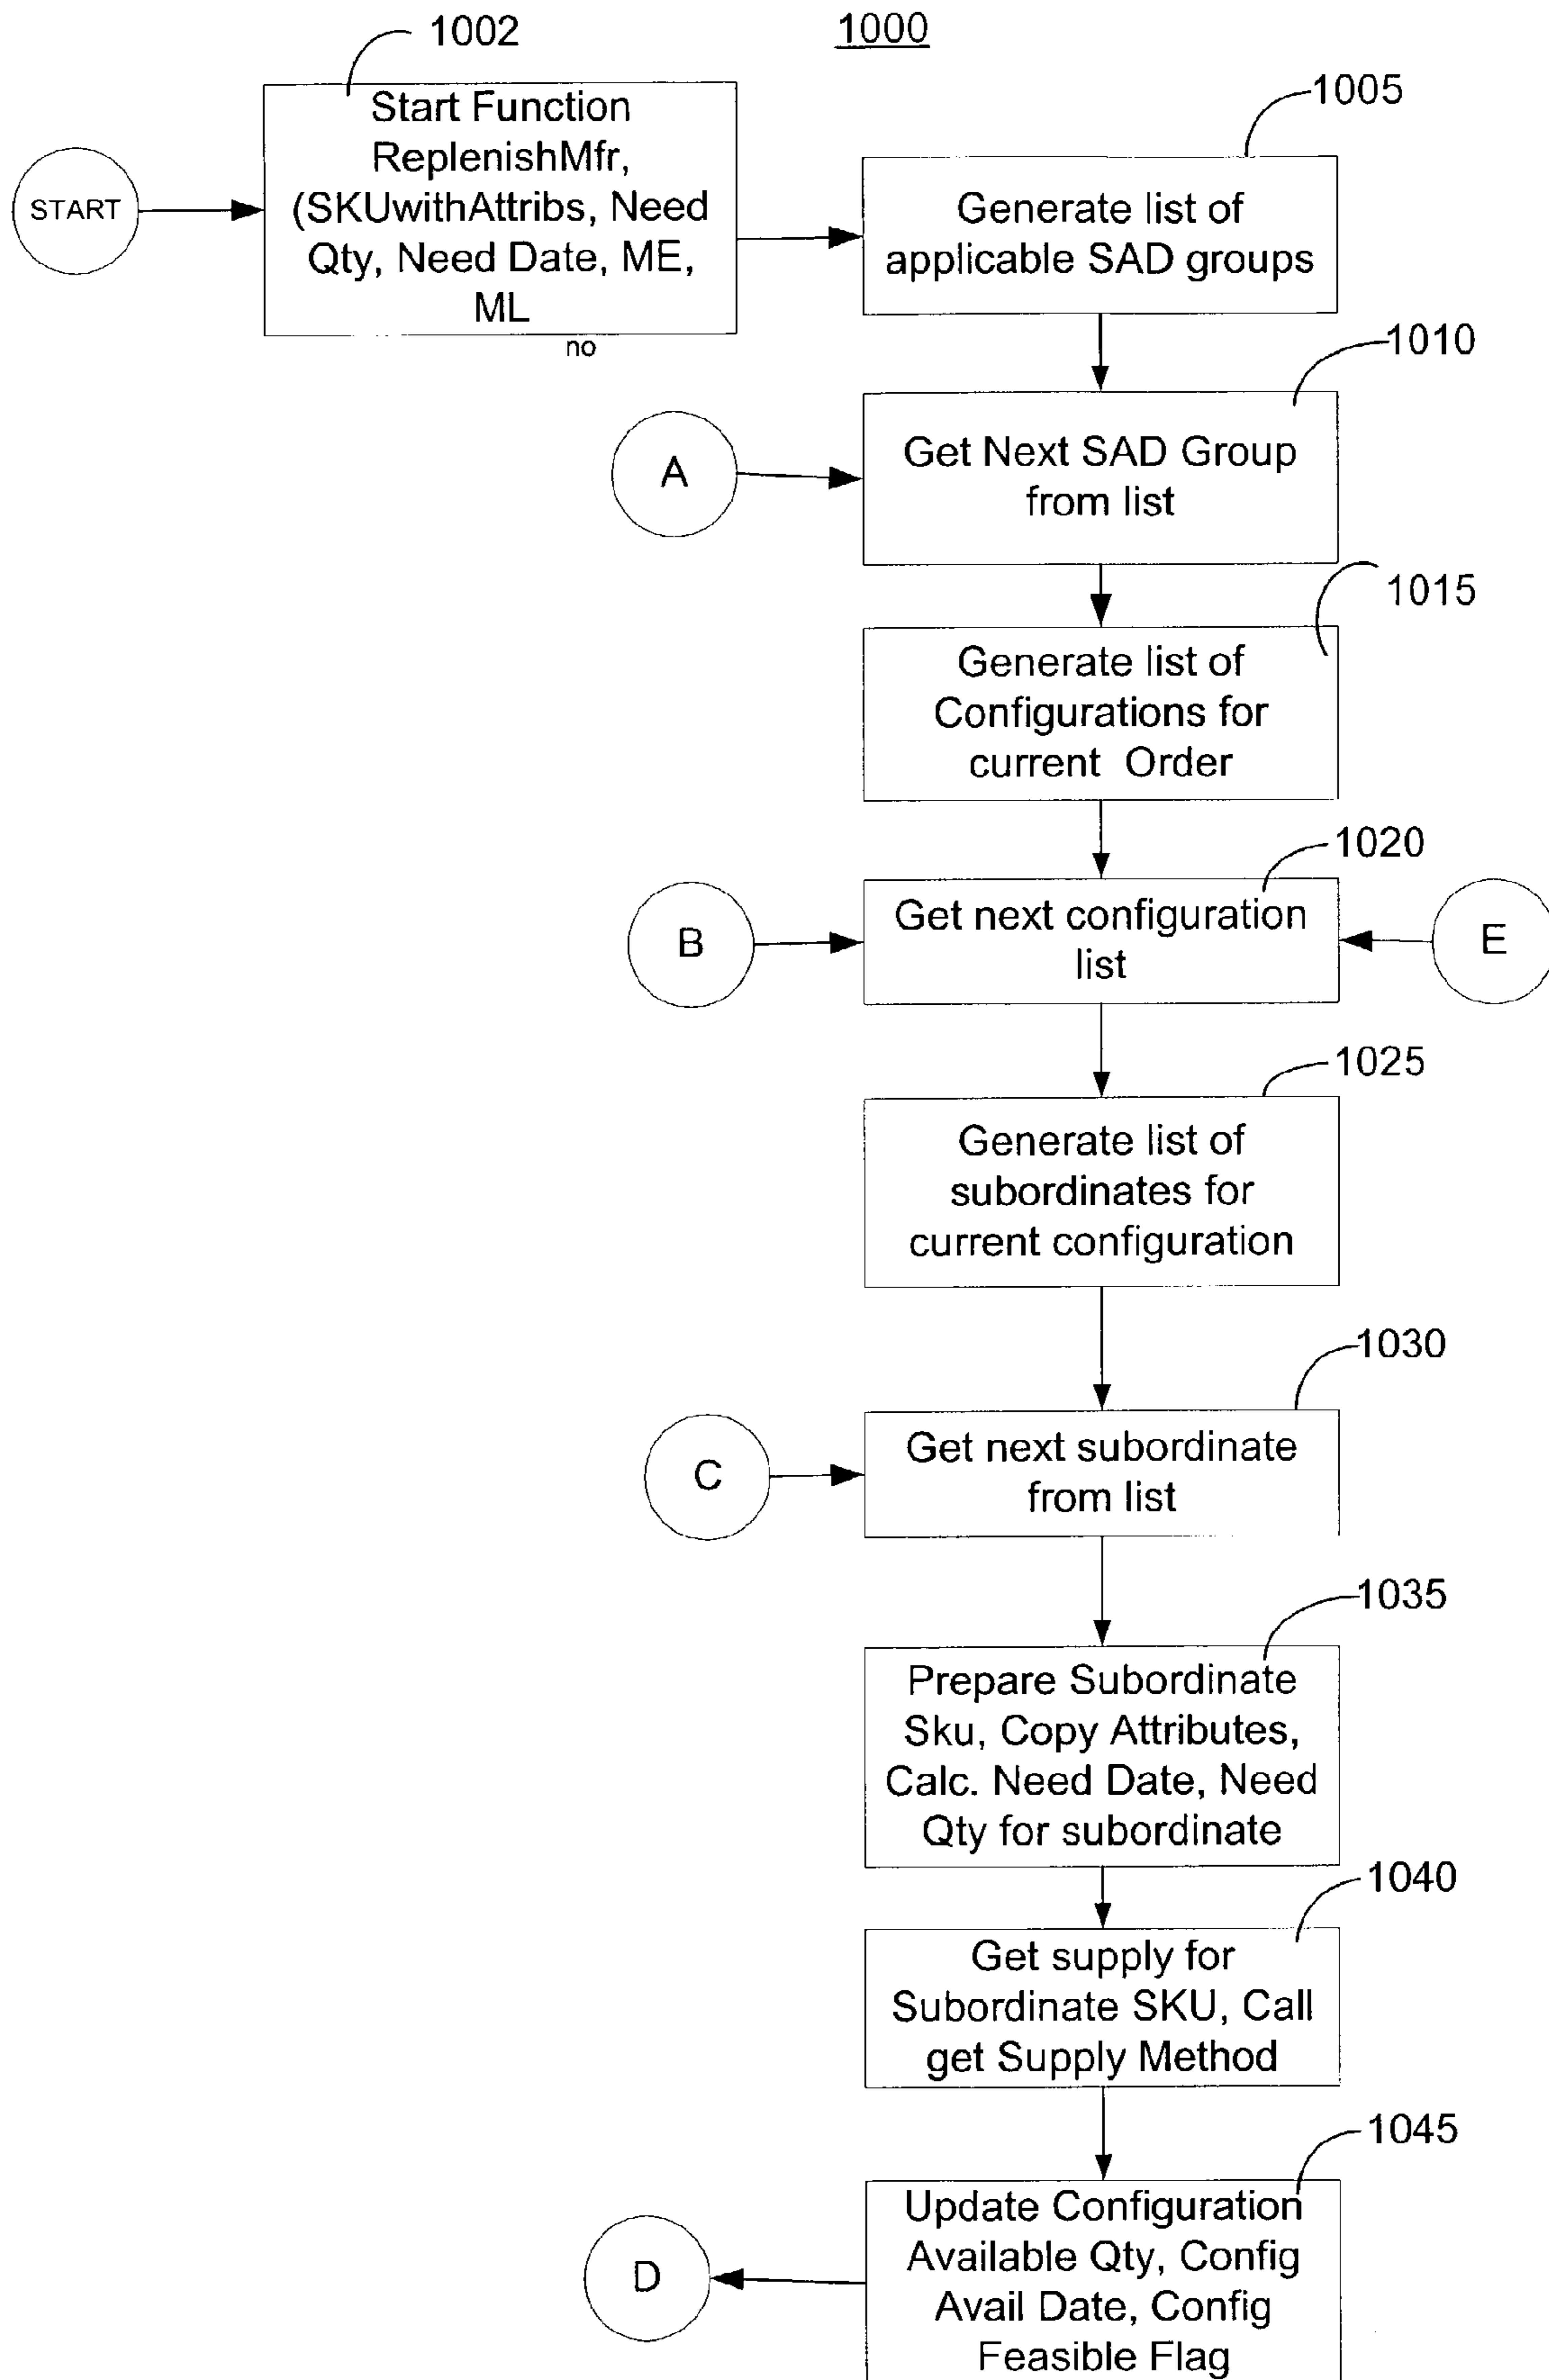 1000
1002
Start Function
ReplenishMfr,
(SKUwithAttribs, Need
Qty, Need Date, ME,
ML
no
START
1005
Generate list of
applicable SAD groups
1010
A
Get Next SAD Group
from list
1015
Generate list of
Configurations for
current Order
1020
B
Get next configuration
list
E
1025
Generate list of
subordinates for
current configuration
1030
C
Get next subordinate
from list
1035
Prepare Subordinate
Sku, Copy Attributes,
Calc. Need Date, Need
Qty for subordinate
1040
Get supply for
Subordinate SKU, Call
get Supply Method
1045
D
Update Configuration
Available Qty, Config
Avail Date, Config
Feasible Flag